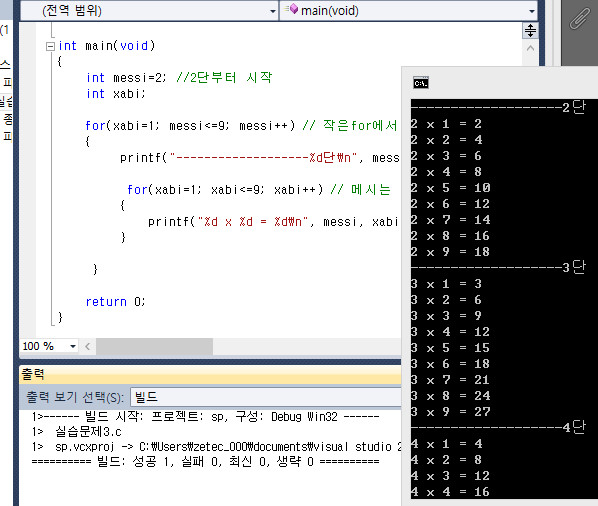 (전역 범위)
main(void)
int main(void)
{
int messi=2; //2단부터 시작
int xabi;
for(xabi=1; messi<=9; messi++) // 작은for에서
{
printf("-------------------%d단\n", mess
for(xabi=1; xabi<=9; xabi++) // 메시는
{
printf("%d x %d = %d\n", messi, xabi
}
}
return 0;
}
100 %
출력
출력 보기 선택(S): 빌드
1>------ 빌드 시작: 프로젝트: sp, 구성: Debug Win32 ------
1> 실습문제3.c
1> sp.vcxproj -> C:\Users\zetec_000\documents\visual studio 2
========== 빌드: 성공 1, 실패 0, 최신 0, 생략 0 ==========
C:\.
-------------------2단
2 x 1 = 2
2 x 2 = 4
2 x 3 = 6
2 x 4 = 8
2 x 5 = 10
2 x 6 = 12
2 x 7 = 14
2 x 8 = 16
2 x 9 = 18
-------------------3단
3 x 1 = 3
3 x 2 = 6
3 x 3 = 9
3 x 4 = 12
3 x 5 = 15
3 x 6 = 18
3 x 7 = 21
3 x 8 = 24
3 x 9 = 27
-------------------4단
4 x 1 = 4
4 x 2 = 8
4 x 3 = 12
4 x 4 = 16